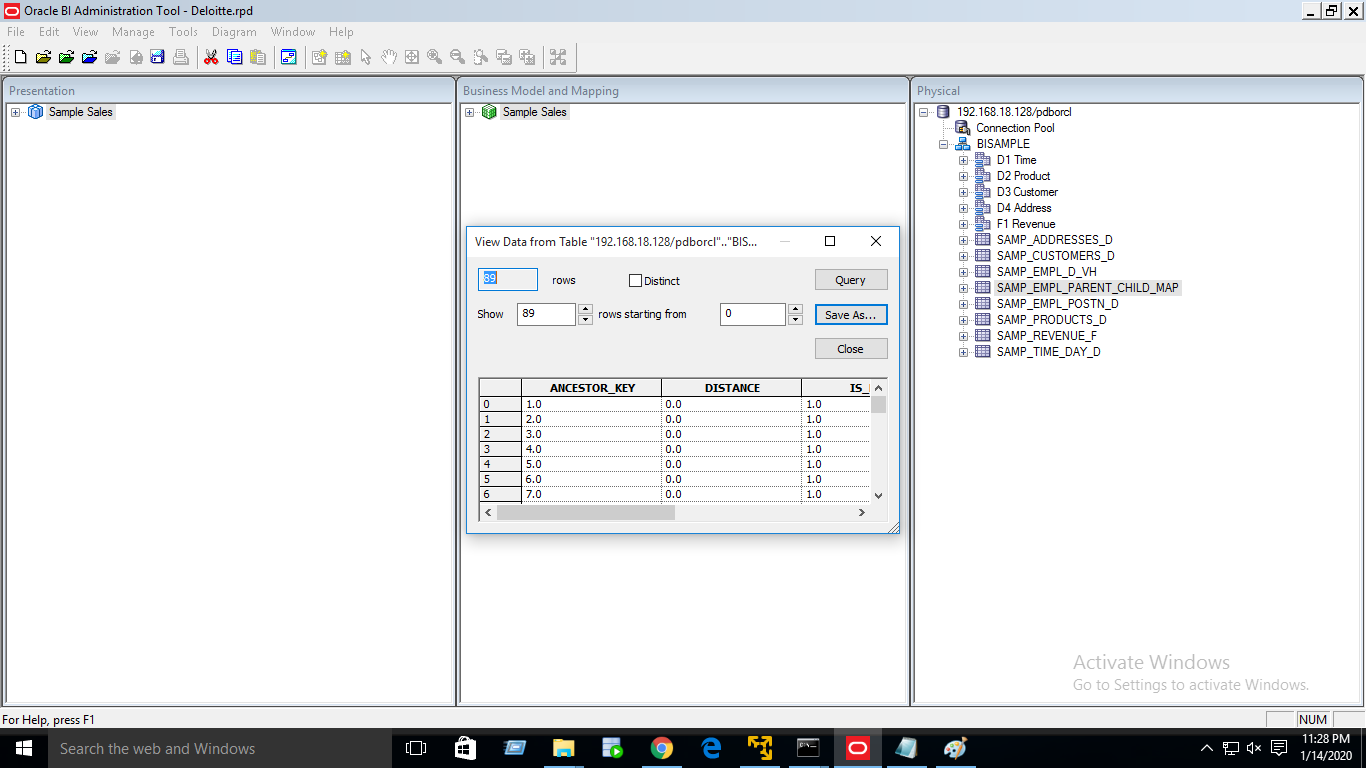 Oracle BI Administration Tool - Deloitte.rpd
File Edit View Manage Tools Diagram Window Help
Presentation
Sample Sales
Business Model and Mapping
Sample Sales
Physical
192.168.18.128/pdborcl
Connection Pool
BISAMPLE
D1 Time
D2 Product
D3 Customer
D4 Address
F1 Revenue
SAMP_ADDRESSES_D
SAMP_CUSTOMERS_D
SAMP_EMPL_D_VH
SAMP_EMPL_PARENT_CHILD_MAP
SAMP_EMPL_POSTN_D
SAMP_PRODUCTS_D
SAMP_REVENUE_F
SAMP_TIME_DAY_D
View Data from Table "192.168.18.128/pdborcl".."BIS...
89 rows Distinct Query
Show 89 rows starting from 0 Save As...
Close
ANCESTOR_KEY DISTANCE IS_
0 1.0 0.0 1.0
1 2.0 0.0 1.0
2 3.0 0.0 1.0
3 4.0 0.0 1.0
4 5.0 0.0 1.0
5 6.0 0.0 1.0
6 7.0 0.0 1.0
Activate Windows
Go to Settings to activate Windows.
For Help, press F1
NUM
Search the web and Windows
11:28 PM
1/14/2020